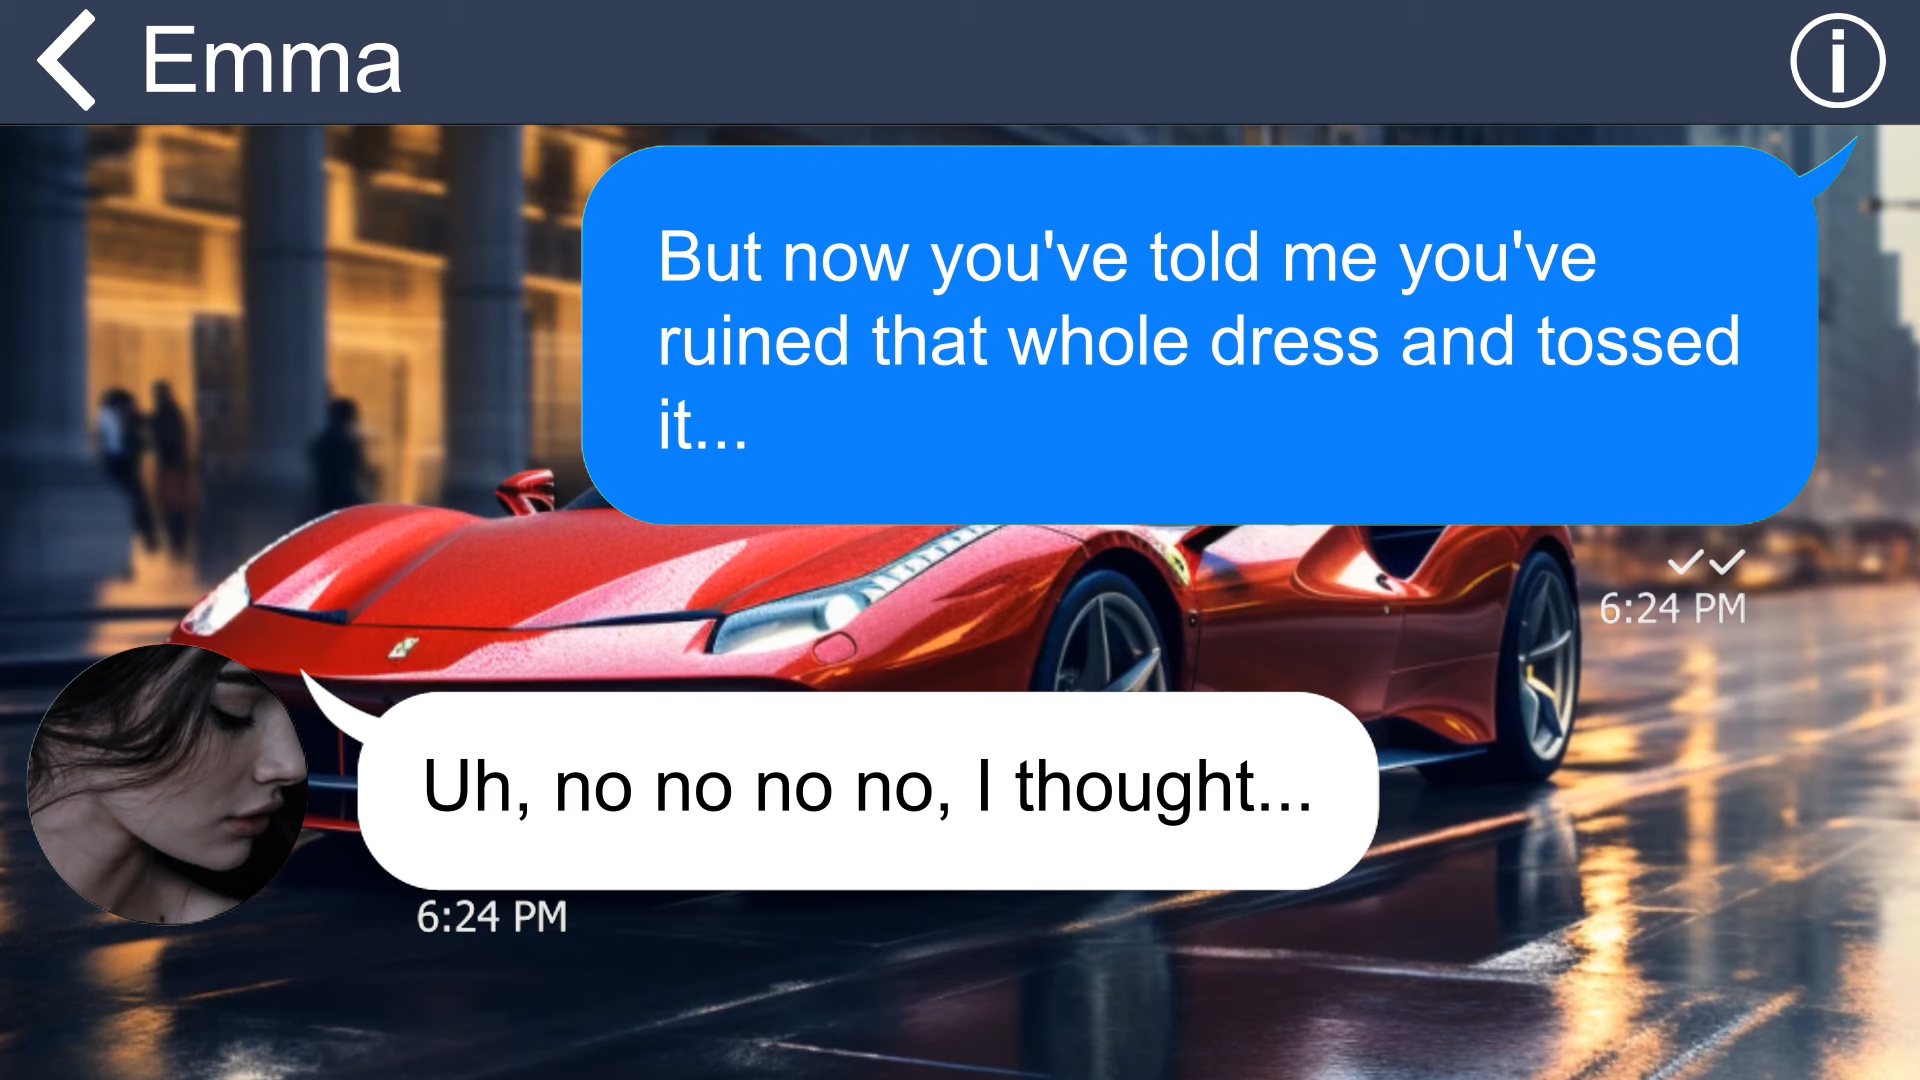 Emma
But now you've told me you've
ruined that whole dress and tossed
it...
6:24 PM
Uh, no no no no, I thought...
6:24 PM